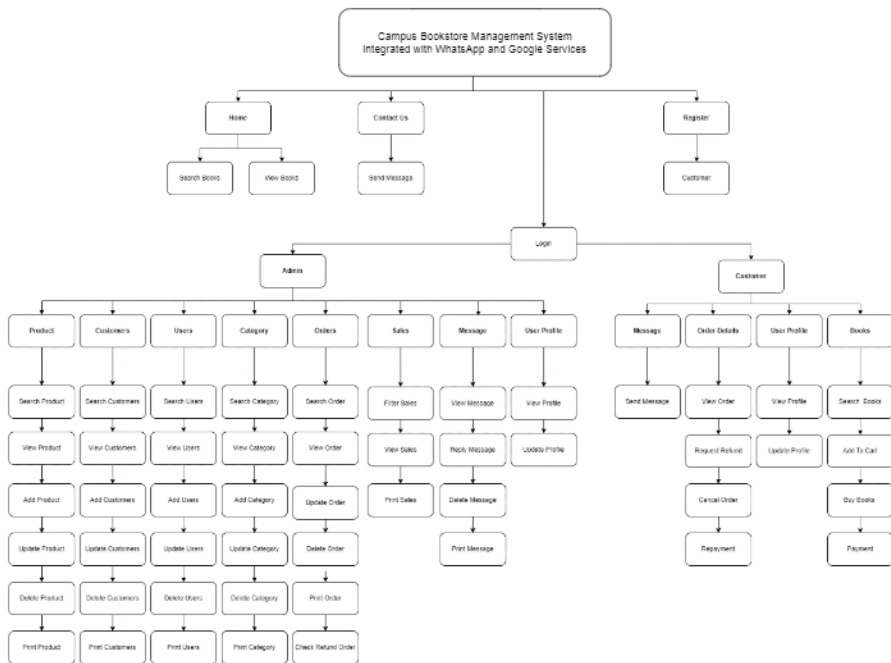 Campus Bookstore Management System
Integrated with WhatsApp and Google Services
Home
Contact Us
Register
Search Books
View Books
Send Message
Customer
Login
Admin
Customer
Product
Customers
Users
Category
Orders
Sales
Message
User Profile
Message
Order Details
User Profile
Books
Search Product
Search Customers
Search Users
Search Category
Search Order
Filter Sales
View Message
View Profile
Send Message
View Order
View Profile
Search Books
View Product
View Customers
View Users
View Category
View Order
View Sales
Reply Message
Update Profile
Request Refund
Update Profile
Add To Cart
Add Product
Add Customers
Add Users
Add Category
Update Order
Print Sales
Delete Message
Cancel Order
Buy Books
Update Product
Update Customers
Update Users
Update Category
Delete Order
Print Message
Repayment
Payment
Delete Product
Delete Customers
Delete Users
Delete Category
Print Order
Print Product
Print Customers
Print Users
Print Category
Check Refund Order